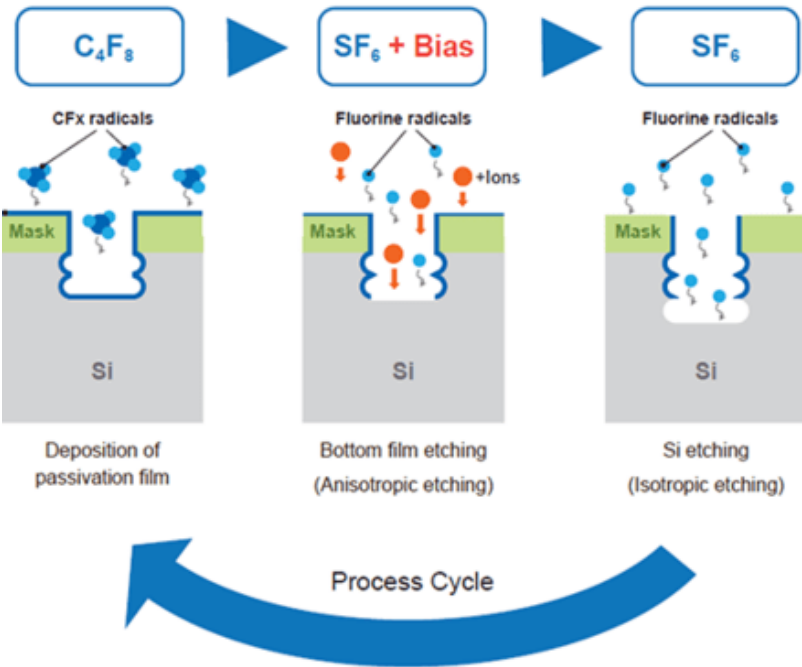 C₄F₈
SF₆ + Bias
SF₆
CFx radicals
Fluorine radicals
Fluorine radicals
+Ions
Mask
Mask
Mask
Si
Si
Si
Deposition of
passivation film
Bottom film etching
(Anisotropic etching)
Si etching
(Isotropic etching)
Process Cycle